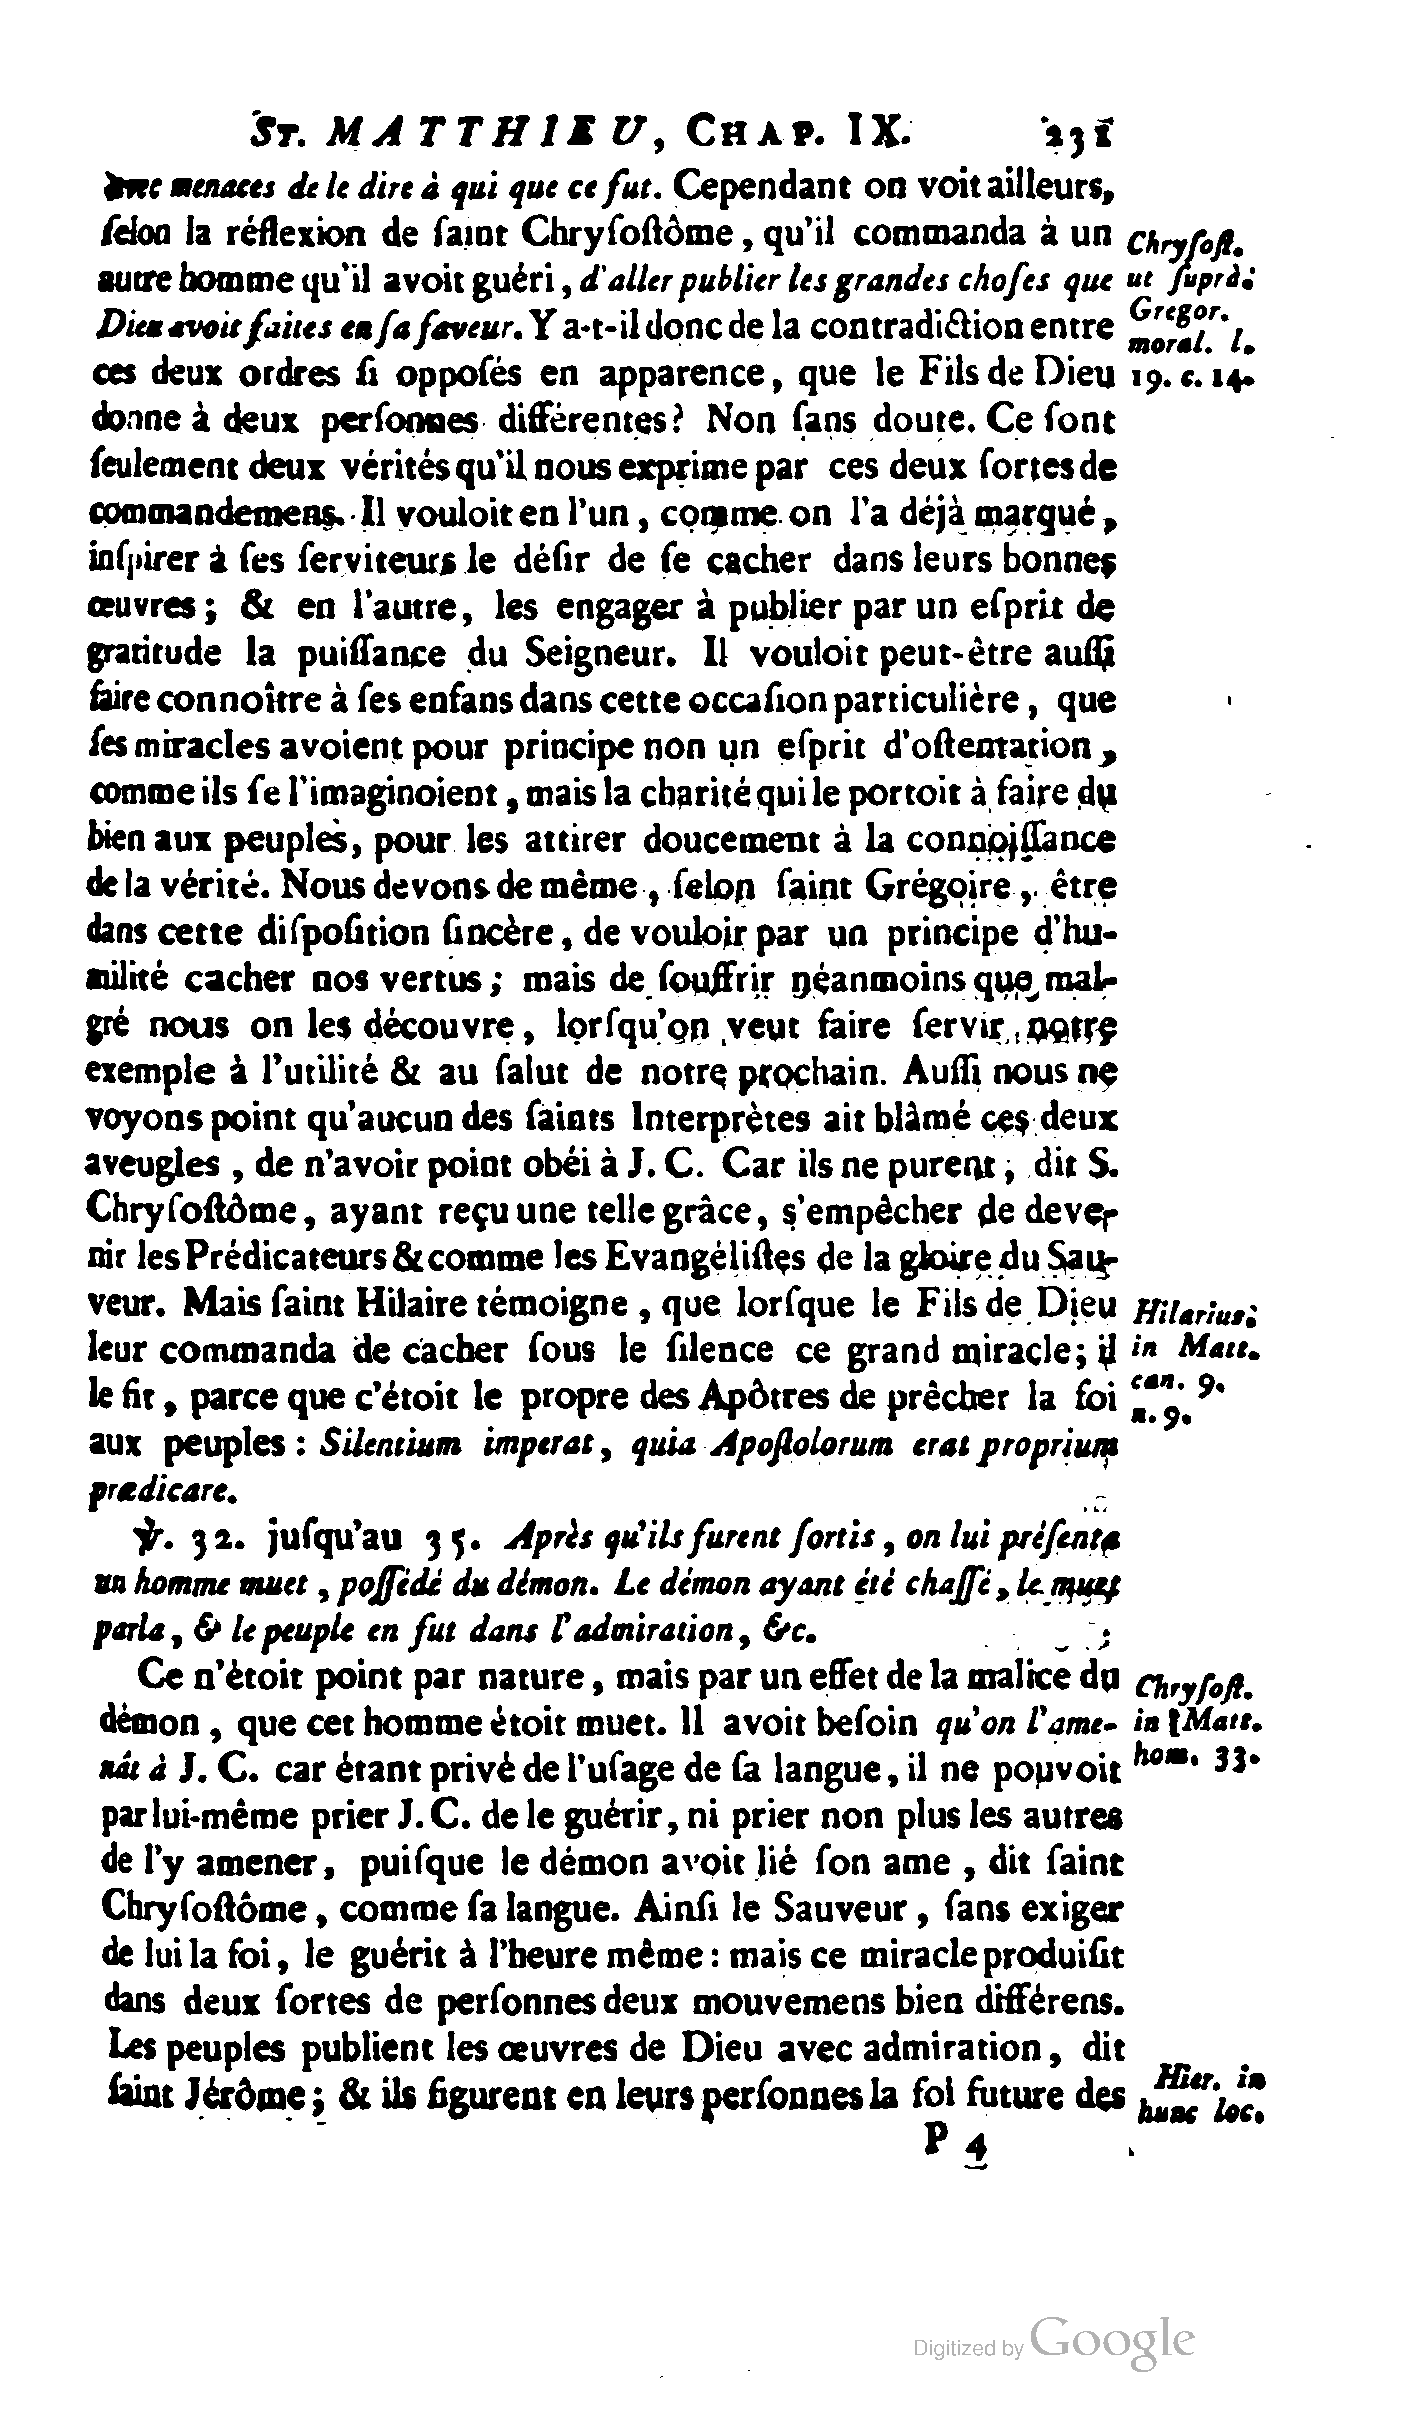 ST. MATTHIEU, CHAP. IX. 231
avec menaces de le dire à qui que ce fut. Cependant on voit ailleurs,
ſelon la réflexion de ſaint Chryſoſtôme, qu'il commanda à un
Chryſoſt.
autre homme qu'il avoit guéri, d'aller publier les grandes choſes que
ut ſuprà.
Dieu avoit faites en ſa faveur. Y a-t-il donc de la contradiction entre
Gregor.
moral. l.
ces deux ordres ſi oppoſés en apparence, que le Fils de Dieu
19. c. 14.
donne à deux perſonnes différentes? Non ſans doute. Ce ſont
ſeulement deux vérités qu'il nous exprime par ces deux ſortes de
commandemens. Il vouloit en l'un, comme on l'a déjà marqué,
inſpirer à ſes ſerviteurs le déſir de ſe cacher dans leurs bonnes
œuvres; & en l'autre, les engager à publier par un eſprit de
gratitude la puiſſance du Seigneur. Il vouloit peut-être auſſi
faire connoître à ſes enfans dans cette occaſion particulière, que
ſes miracles avoient pour principe non un eſprit d'oſtentation,
comme ils ſe l'imaginoient, mais la charité qui le portoit à faire du
bien aux peuples, pour les attirer doucement à la connoiſſance
de la vérité. Nous devons de même, ſelon ſaint Grégoire, être
dans cette diſpoſition ſincère, de vouloir par un principe d'hu-
milité cacher nos vertus; mais de ſouffrir néanmoins que mal-
gré nous on les découvre, lorſqu'on veut faire ſervir notre
exemple à l'utilité & au ſalut de notre prochain. Auſſi nous ne
voyons point qu'aucun des ſaints Interprètes ait blâmé ces deux
aveugles, de n'avoir point obéi à J. C. Car ils ne purent, dit S.
Chryſoſtôme, ayant reçu une telle grâce, s'empêcher de deve-
nir les Prédicateurs & comme les Evangéliſtes de la gloire du Sau-
veur. Mais ſaint Hilaire témoigne, que lorſque le Fils de Dieu
Hilarius.
leur commanda de cacher ſous le ſilence ce grand miracle; il
in Matt.
le fit, parce que c'étoit le propre des Apôtres de prêcher la foi
can. 9.
n. 9.
aux peuples : Silentium imperat, quia Apoſtolorum erat proprium
prædicare.
℣. 32. juſqu'au 35. Après qu'ils furent ſortis, on lui préſenta
un homme muet, poſſédé du démon. Le démon ayant été chaſſé, le muet
parla, & le peuple en fut dans l'admiration, &c.
Ce n'étoit point par nature, mais par un effet de la malice du
Chryſoſt.
démon, que cet homme étoit muet. Il avoit beſoin qu'on l'ame-
in Matt.
nât à J. C. car étant privé de l'uſage de ſa langue, il ne pouvoit
hom. 33.
par lui-même prier J. C. de le guérir, ni prier non plus les autres
de l'y amener, puiſque le démon avoit lié ſon ame, dit ſaint
Chryſoſtôme, comme ſa langue. Ainſi le Sauveur, ſans exiger
de lui la foi, le guérit à l'heure même : mais ce miracle produiſit
dans deux ſortes de perſonnes deux mouvemens bien différens.
Les peuples publient les œuvres de Dieu avec admiration, dit
ſaint Jérôme; & ils figurent en leurs perſonnes la foi future des
Hier. in
hunc loc.
P 4
Digitized by Google